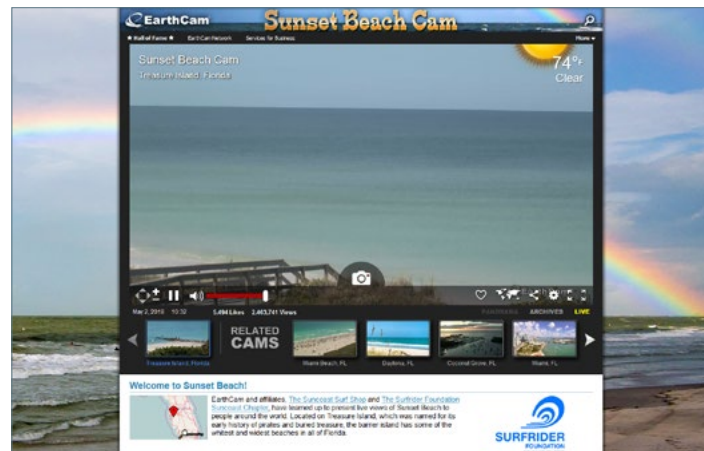 EarthCam
Sunset Beach Cam
★ Hall of Fame ★ EarthCam Network Services for Business More
Sunset Beach Cam
Treasure Island, Florida
74°F
Clear
May 2, 2016 10:32 5,494 Likes 2,463,741 Views ARCHIVES LIVE
RELATED
CAMS
Treasure Island, Florida Miami Beach, FL Daytona, FL Coconut Grove, FL Miami, FL
Welcome to Sunset Beach!
EarthCam and affiliates, The Suncoast Surf Shop and The Surfrider Foundation
Suncoast Chapter, have teamed up to present live views of Sunset Beach to
people around the world. Located on Treasure Island, which was named for its
early history of pirates and buried treasure, the barrier island has some of the
whitest and widest beaches in all of Florida.
SURFRIDER
FOUNDATION